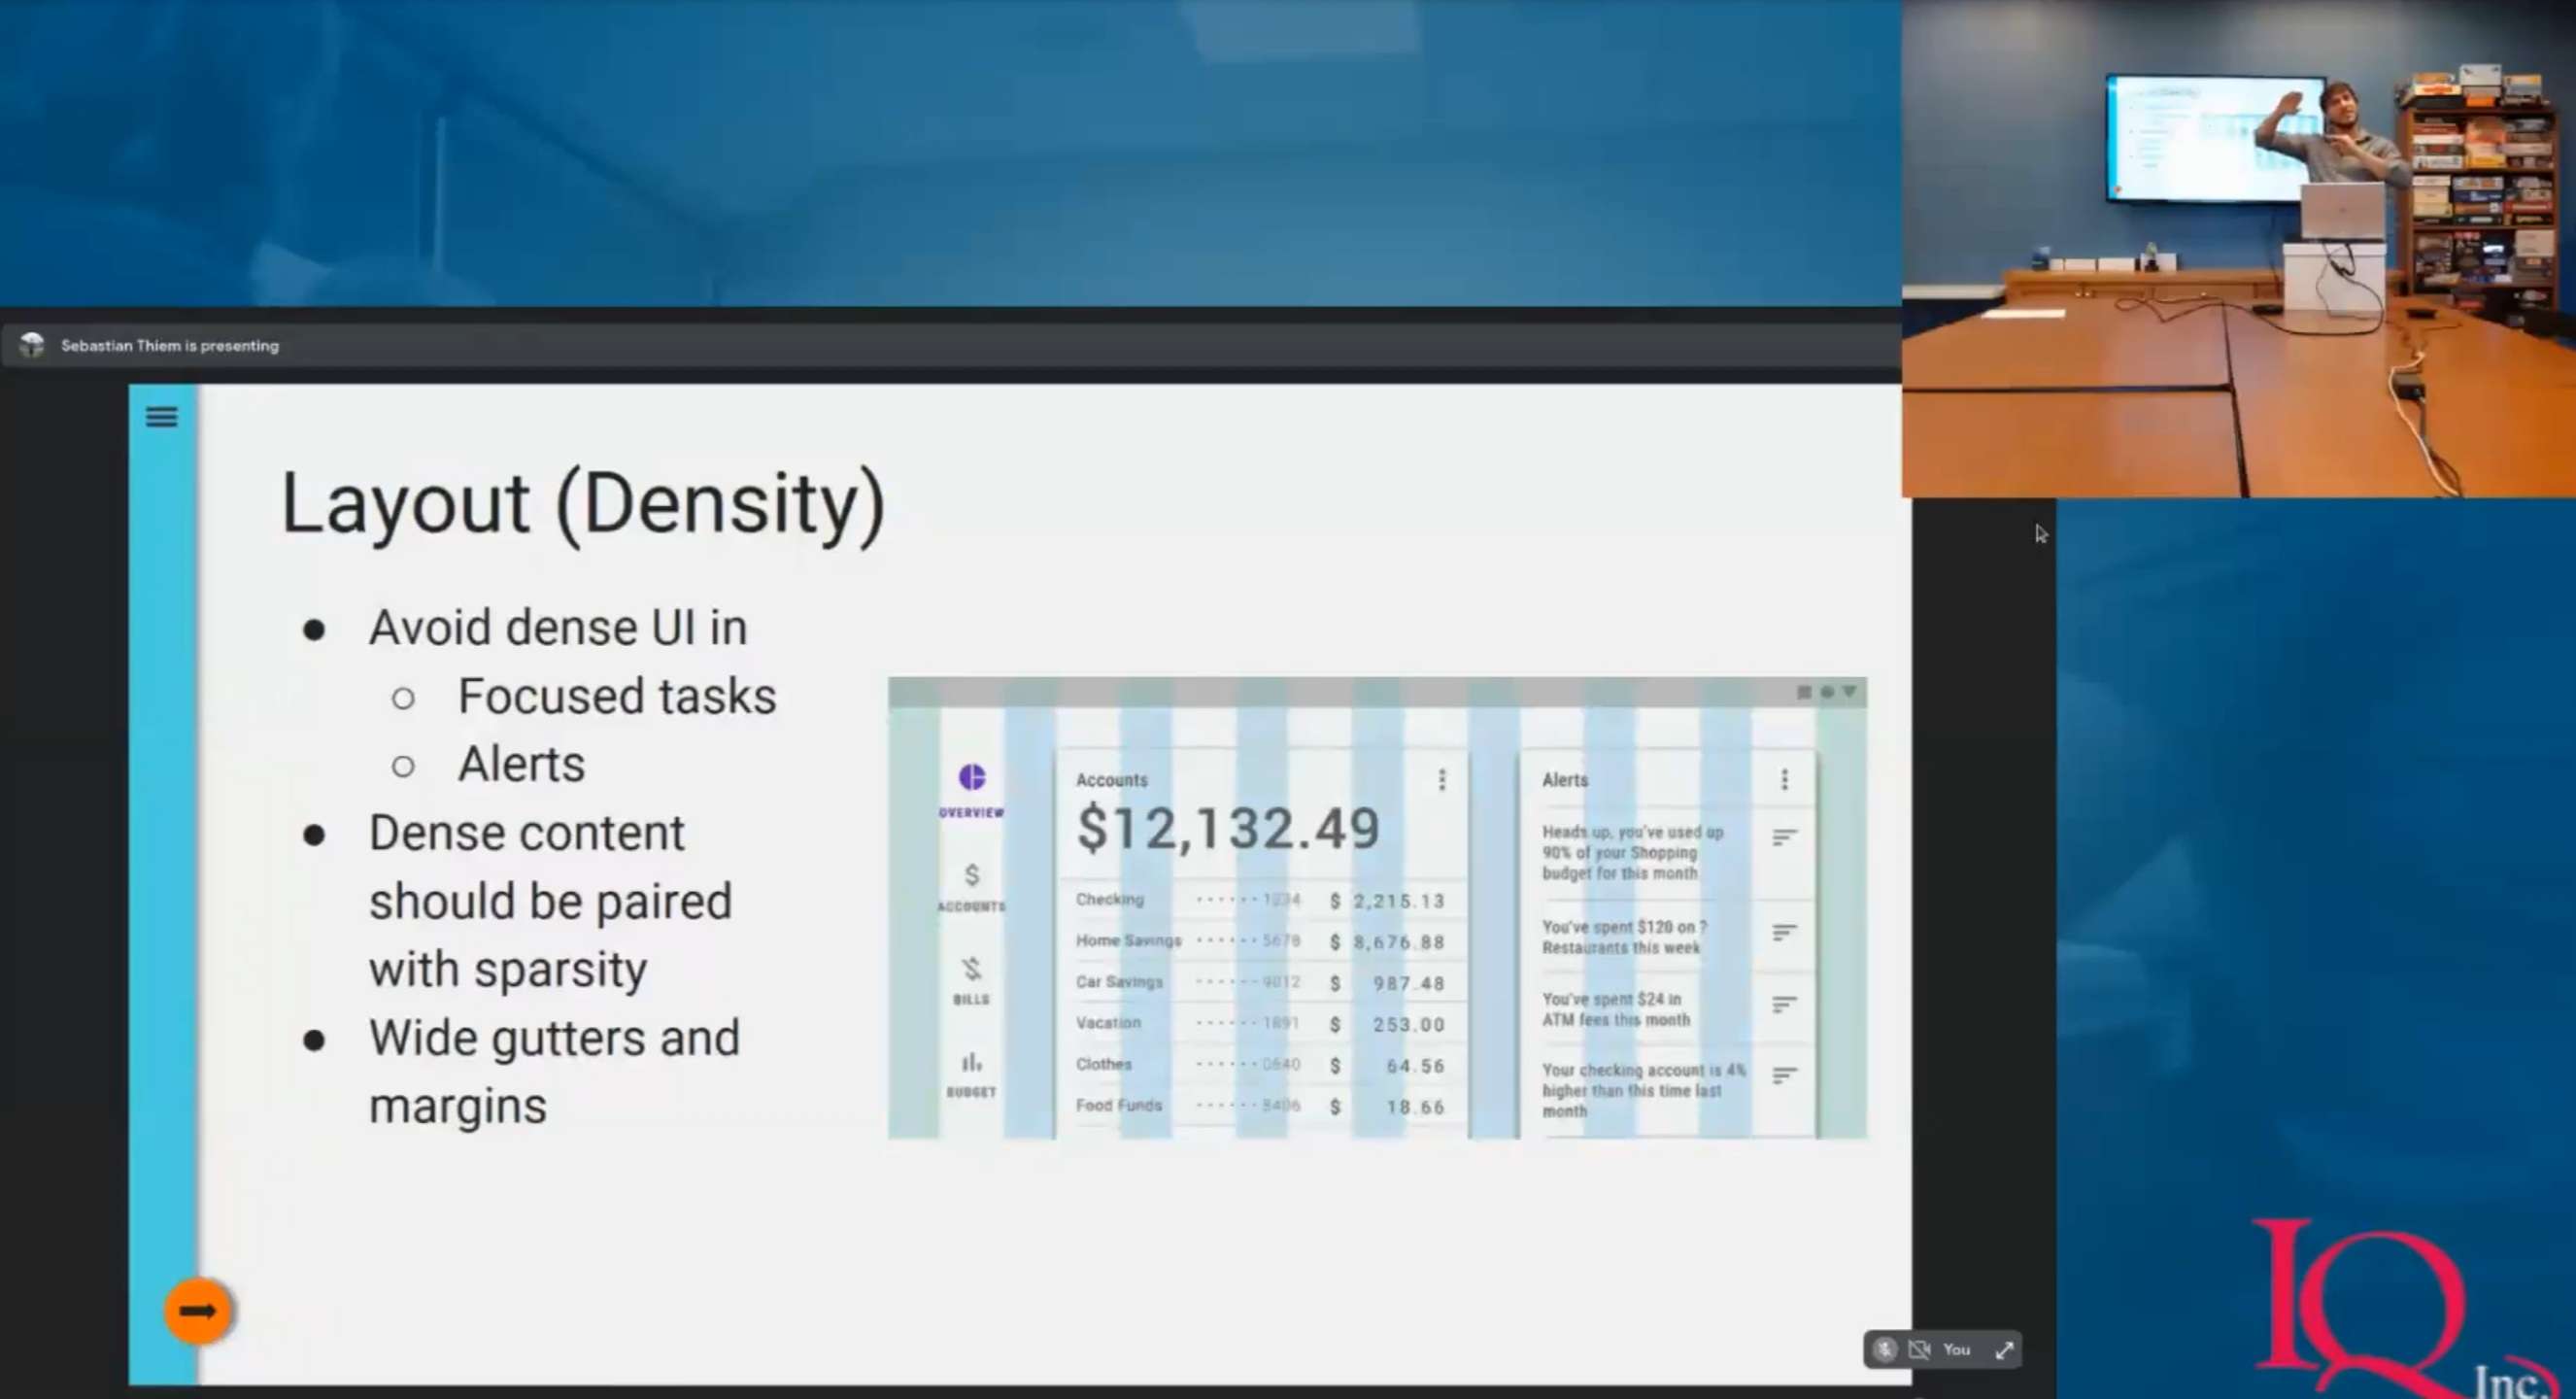 Sebastian Thiem is presenting
Layout (Density)
● Avoid dense UI in
○ Focused tasks
○ Alerts
● Dense content
should be paired
with sparsity
● Wide gutters and
margins
OVERVIEW
$
ACCOUNTS
BILLS
BUDGET
Accounts
$12,132.49
Checking ······1234 $ 2,215.13
Home Savings ······5678 $ 8,676.88
Car Savings ······9012 $ 987.48
Vacation ······1891 $ 253.00
Clothes ······0640 $ 64.56
Food Funds ······ $ 18.66
Alerts
Heads up, you've used up
90% of your Shopping
budget for this month
You've spent $120 on ?
Restaurants this week
You've spent $24 in
ATM fees this month
Your checking account is 4%
higher than this time last
month
You
IQ
Inc.